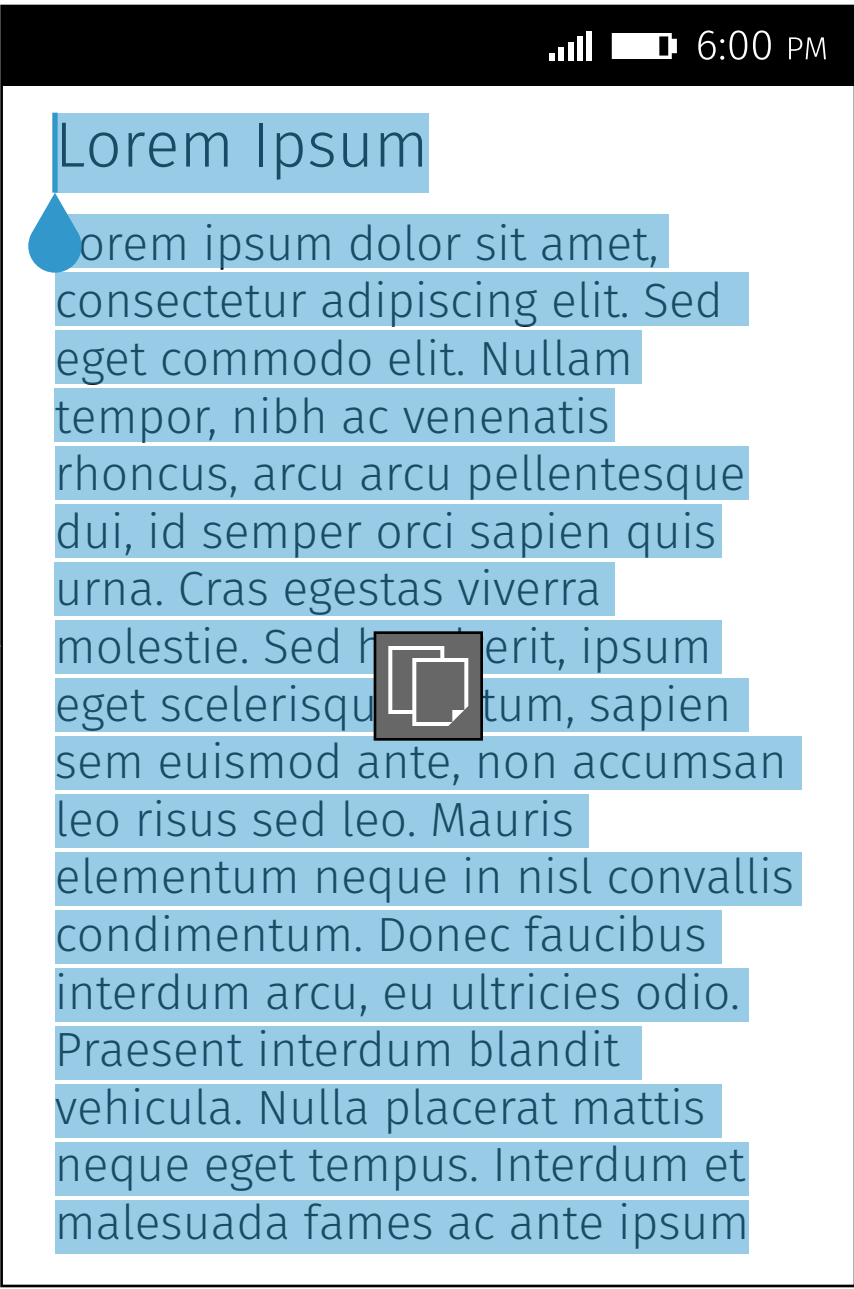 6:00 PM
Lorem Ipsum
orem ipsum dolor sit amet,
consectetur adipiscing elit. Sed
eget commodo elit. Nullam
tempor, nibh ac venenatis
rhoncus, arcu arcu pellentesque
dui, id semper orci sapien quis
urna. Cras egestas viverra
molestie. Sed ipsum
eget sapien
sem euismod ante, non accumsan
leo risus sed leo. Mauris
elementum neque in nisl convallis
condimentum. Donec faucibus
interdum arcu, eu ultricies odio.
Praesent interdum blandit
vehicula. Nulla placerat mattis
neque eget tempus. Interdum et
malesuada fames ac ante ipsum